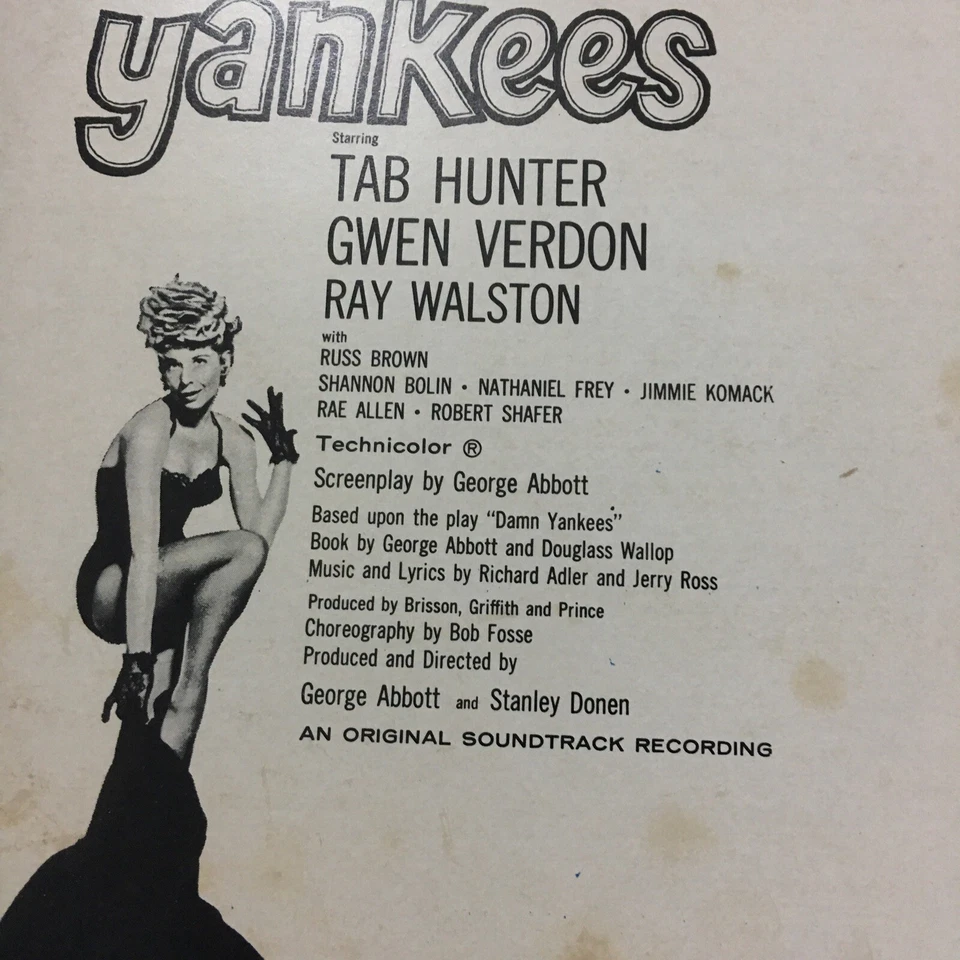 yankees
Starring
TAB HUNTER
GWEN VERDON
RAY WALSTON
with
RUSS BROWN
SHANNON BOLIN • NATHANIEL FREY • JIMMIE KOMACK
RAE ALLEN • ROBERT SHAFER
Technicolor ®
Screenplay by George Abbott
Based upon the play “Damn Yankees”
Book by George Abbott and Douglass Wallop
Music and Lyrics by Richard Adler and Jerry Ross
Produced by Brisson, Griffith and Prince
Choreography by Bob Fosse
Produced and Directed by
George Abbott and Stanley Donen
AN ORIGINAL SOUNDTRACK RECORDING